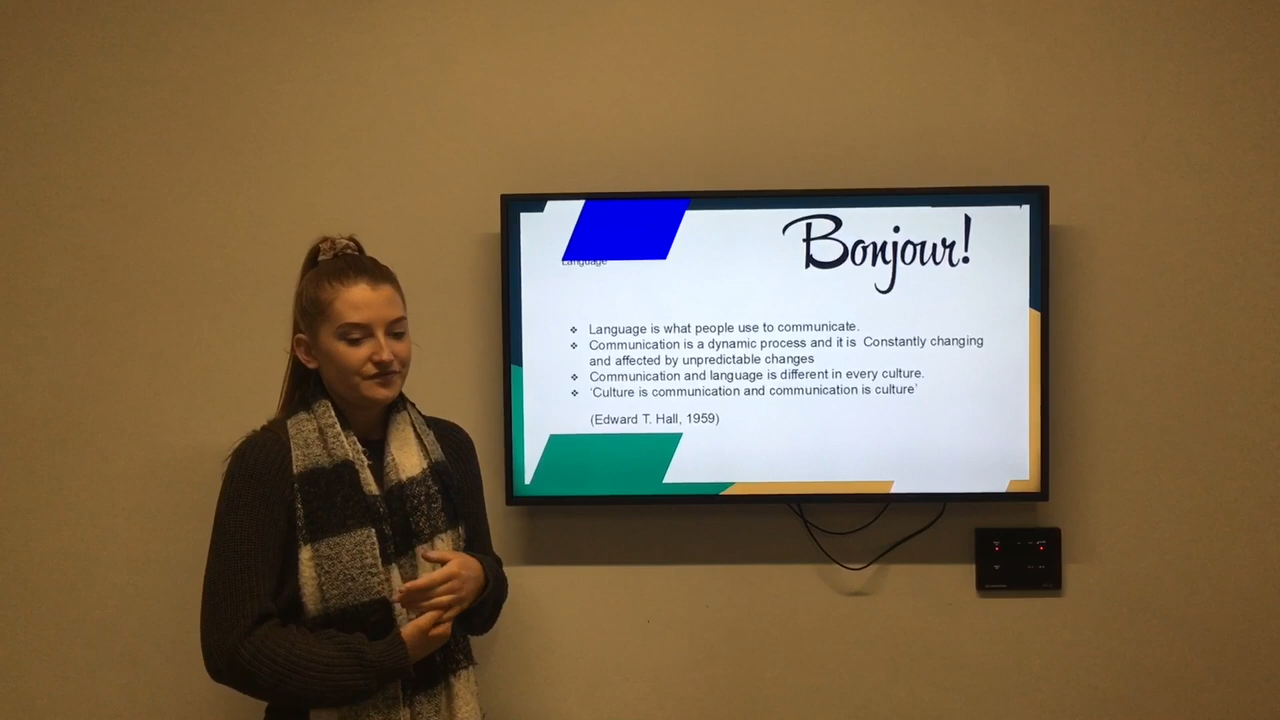 Bonjour!
Language
❖ Language is what people use to communicate.
❖ Communication is a dynamic process and it is Constantly changing
and affected by unpredictable changes
❖ Communication and language is different in every culture.
❖ ‘Culture is communication and communication is culture’
(Edward T. Hall, 1959)